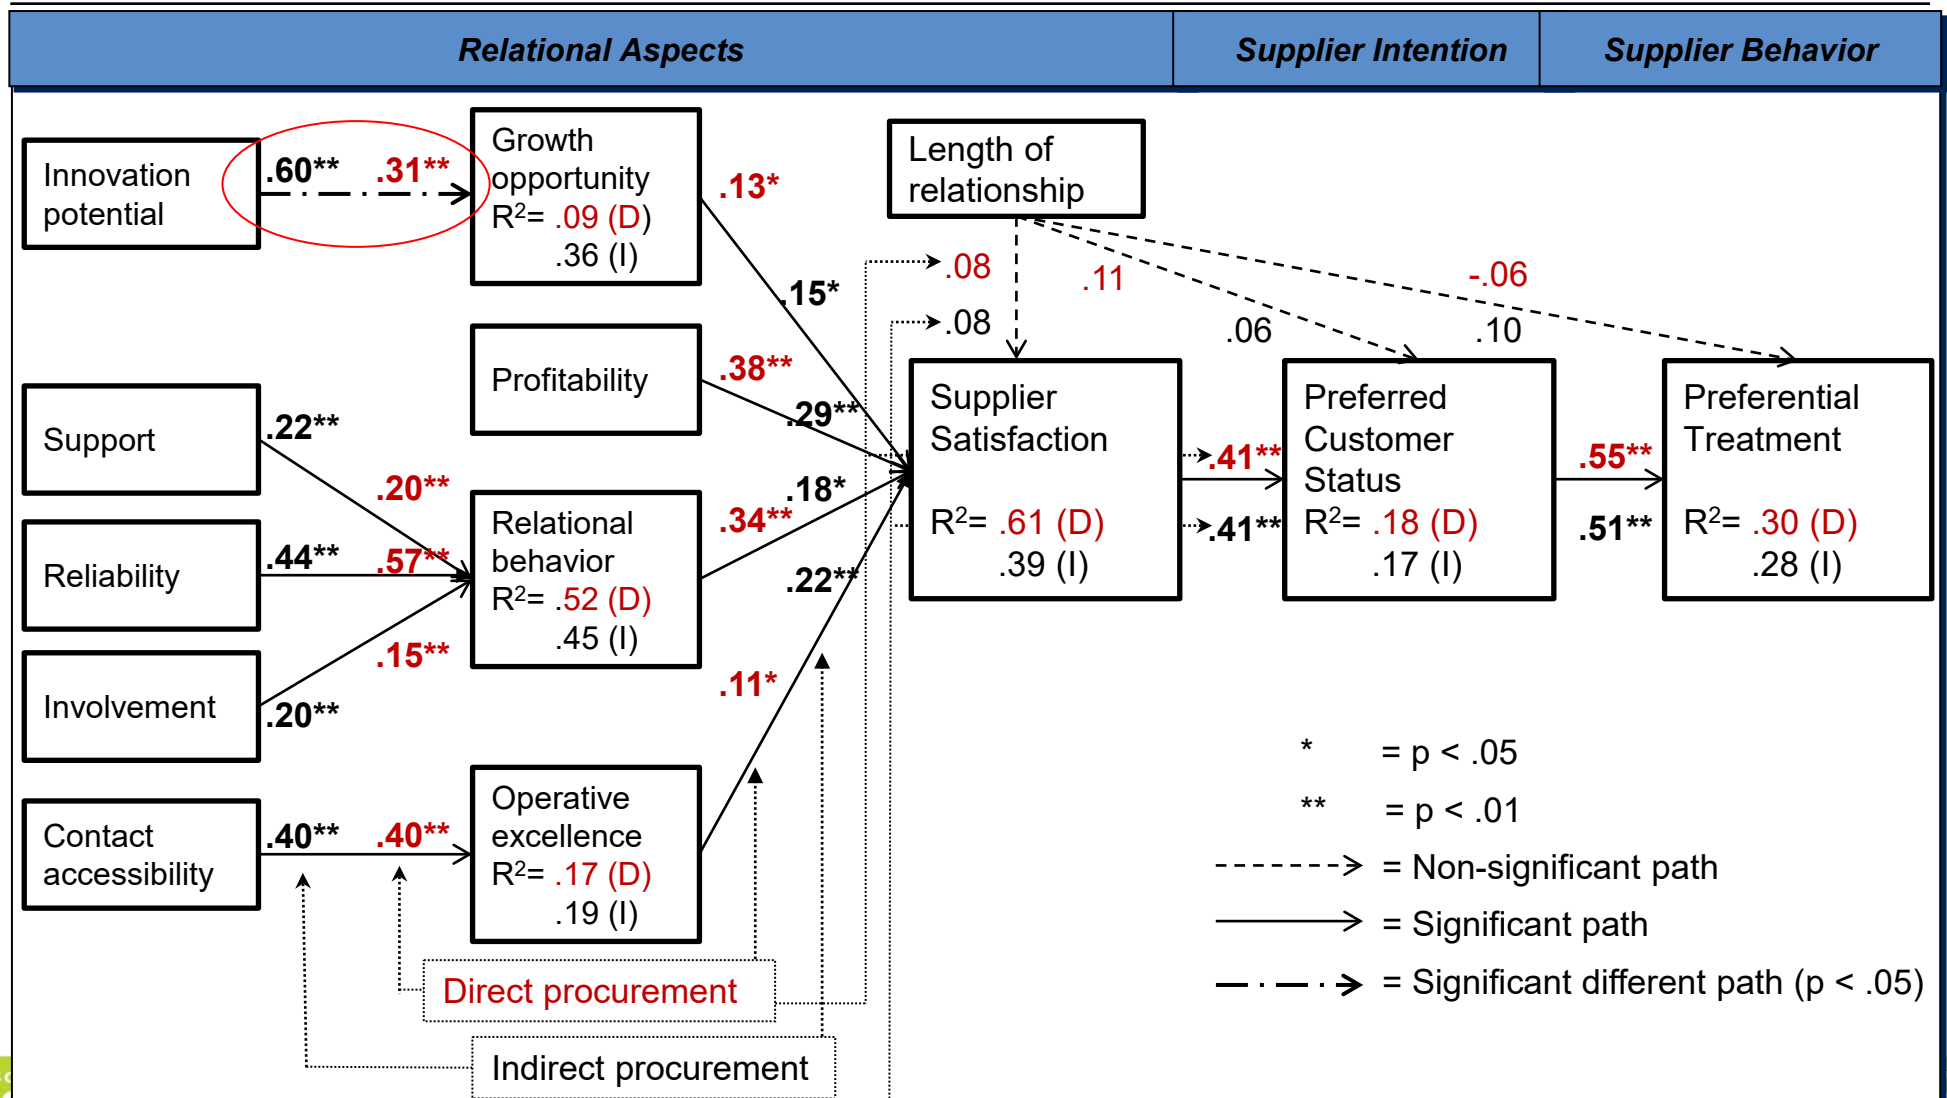 Relational Aspects
Supplier Intention
Supplier Behavior
Innovation
potential
.60**
.31**
Growth
opportunity
R²= .09 (D)
.36 (I)
.13*
.15*
Length of
relationship
.08
.08
.11
.06
-.06
.10
Profitability
.38**
.29**
Support
.22**
.20**
Reliability
.44**
.57**
Involvement
.15**
.20**
Relational
behavior
R²= .52 (D)
.45 (I)
.18*
.34**
.22**
.11*
Supplier
Satisfaction
R²= .61 (D)
.39 (I)
.41**
.41**
Preferred
Customer
Status
R²= .18 (D)
.17 (I)
.55**
.51**
Preferential
Treatment
R²= .30 (D)
.28 (I)
Contact
accessibility
.40**
.40**
Operative
excellence
R²= .17 (D)
.19 (I)
Direct procurement
Indirect procurement
* = p < .05
** = p < .01
= Non-significant path
= Significant path
= Significant different path (p < .05)